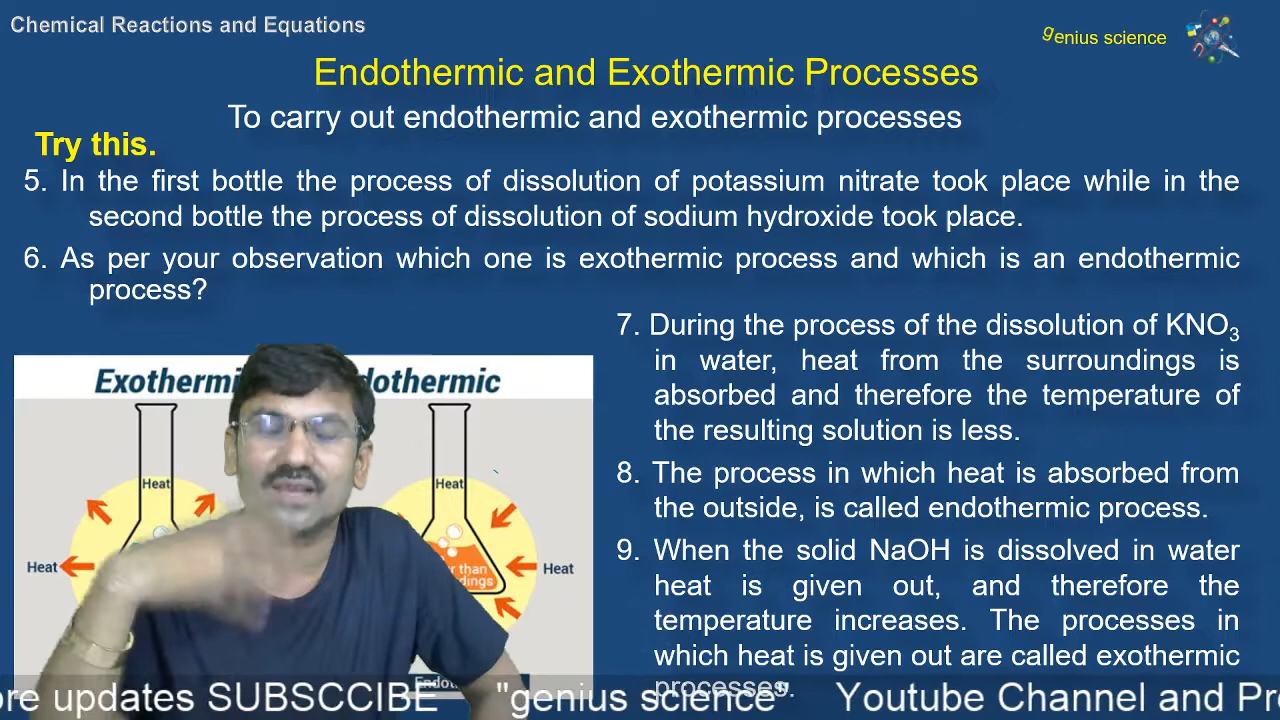 Chemical Reactions and Equations
genius science
Endothermic and Exothermic Processes
To carry out endothermic and exothermic processes
Try this.
5. In the first bottle the process of dissolution of potassium nitrate took place while in the
second bottle the process of dissolution of sodium hydroxide took place.
6. As per your observation which one is exothermic process and which is an endothermic
process?
7. During the process of the dissolution of KNO₃
in water, heat from the surroundings is
absorbed and therefore the temperature of
the resulting solution is less.
8. The process in which heat is absorbed from
the outside, is called endothermic process.
9. When the solid NaOH is dissolved in water
heat is given out, and therefore the
temperature increases. The processes in
which heat is given out are called exothermic
processes.
Exothermi dothermic
Heat
Heat
Heat
Heat
r than
dings
Endo
ore updates SUBSCCIBE "genius science" Youtube Channel and Pr